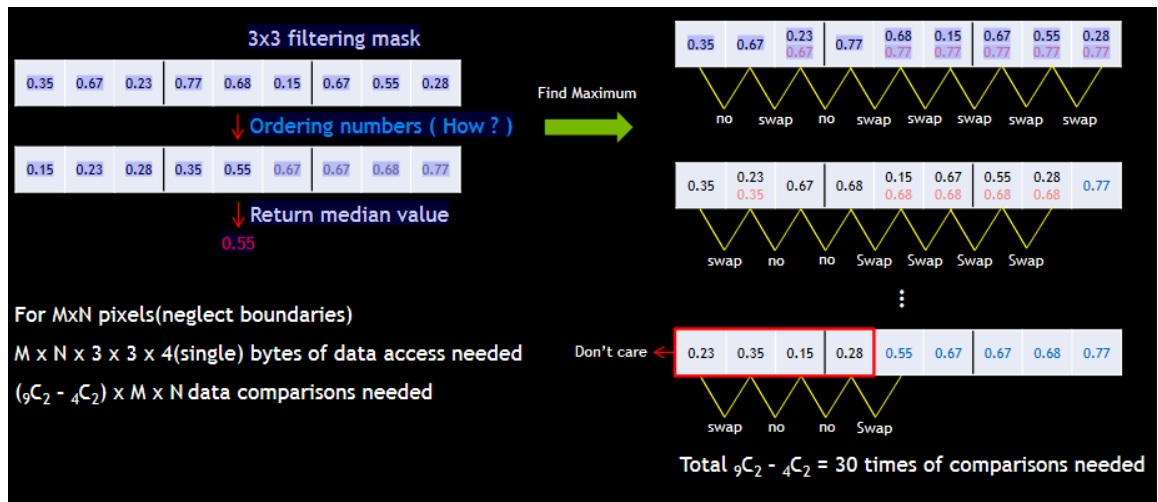 3x3 filtering mask
0.35 0.67 0.23 0.77 0.68 0.15 0.67 0.55 0.28
Ordering numbers ( How ? )
0.15 0.23 0.28 0.35 0.55 0.67 0.67 0.68 0.77
Return median value
0.55
For MxN pixels(neglect boundaries)
M x N x 3 x 3 x 4(single) bytes of data access needed
(₉C₂ - ₄C₂) x M x N data comparisons needed
Find Maximum
0.35 0.67 0.23 0.77 0.68 0.15 0.67 0.55 0.28
0.67 0.77 0.77 0.77 0.77 0.77
no swap no swap swap swap swap swap
0.35 0.23 0.67 0.68 0.15 0.67 0.55 0.28 0.77
0.35 0.68 0.68 0.68 0.68
swap no no Swap Swap Swap Swap
⋮
Don't care
0.23 0.35 0.15 0.28 0.55 0.67 0.67 0.68 0.77
swap no no Swap
Total ₉C₂ - ₄C₂ = 30 times of comparisons needed